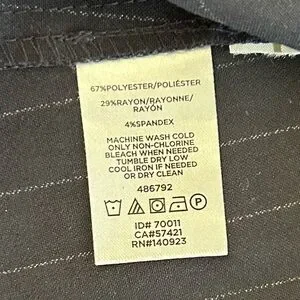 67%POLYESTER/POLIÉSTER
29%RAYON/RAYONNE/
RAYÓN
4%SPANDEX
MACHINE WASH COLD
ONLY NON-CHLORINE
BLEACH WHEN NEEDED
TUMBLE DRY LOW
COOL IRON IF NEEDED
OR DRY CLEAN
486792
P
ID# 70011
CA#57421
RN#140923